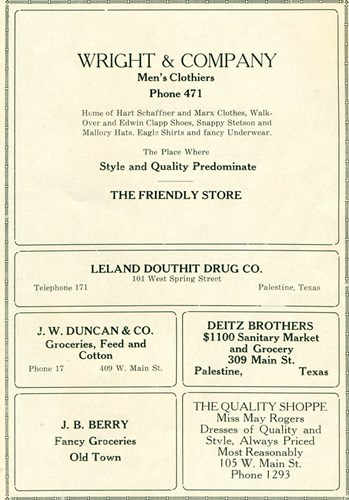 WRIGHT & COMPANY
Men's Clothiers
Phone 471
Home of Hart Schaffner and Marx Clothes, Walk-
Over and Edwin Clapp Shoes, Snappy Stetson and
Mallory Hats. Eagle Shirts and fancy Underwear.
The Place Where
Style and Quality Predominate
THE FRIENDLY STORE
LELAND DOUTHIT DRUG CO.
101 West Spring Street
Telephone 171 Palestine, Texas
J. W. DUNCAN & CO.
Groceries, Feed and
Cotton
Phone 17 409 W. Main St.
DEITZ BROTHERS
$1100 Sanitary Market
and Grocery
309 Main St.
Palestine, Texas
J. B. BERRY
Fancy Groceries
Old Town
THE QUALITY SHOPPE
Miss May Rogers
Dresses of Quality and
Style, Always Priced
Most Reasonably
105 W. Main St.
Phone 1293